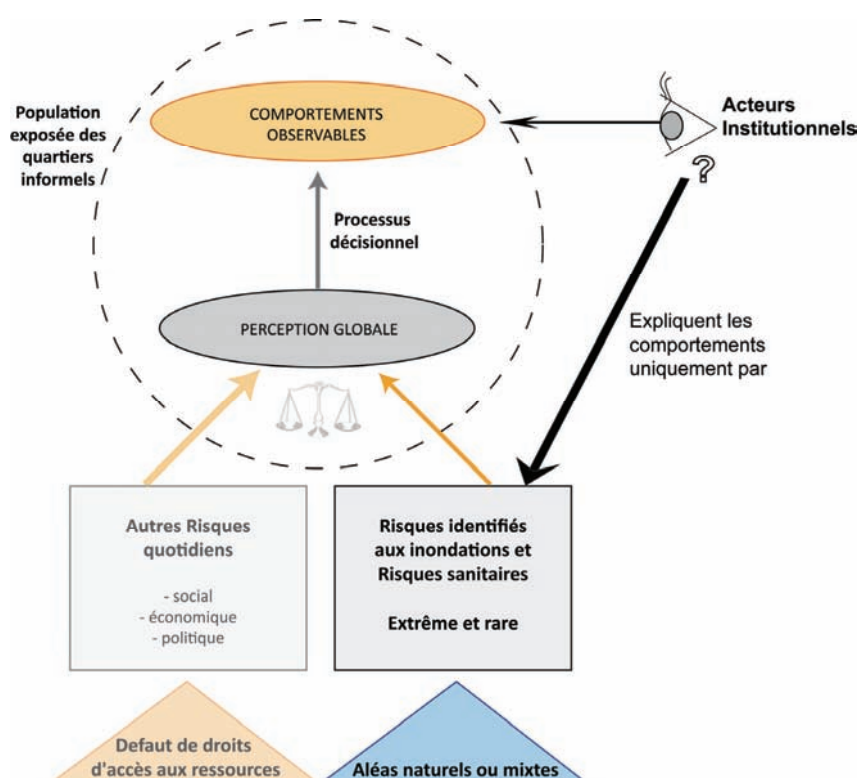 Population
exposée des
quartiers
informels
COMPORTEMENTS
OBSERVABLES
Acteurs
Institutionnels
?
Processus
décisionnel
PERCEPTION GLOBALE
Expliquent les
comportements
uniquement par
Autres Risques
quotidiens
- social
- économique
- politique
Risques identifiés
aux inondations et
Risques sanitaires
Extrême et rare
Defaut de droits
d'accès aux ressources
Aléas naturels ou mixtes